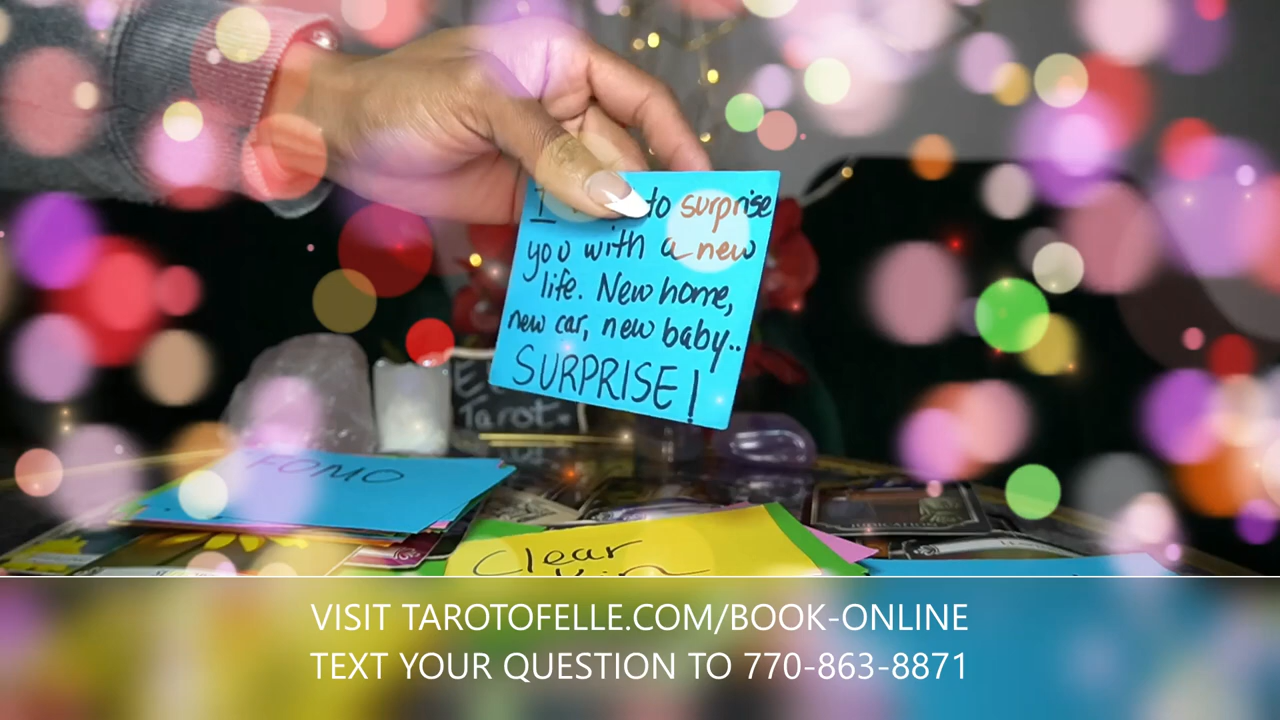 I to surprise
you with a new
life. New home,
new car, new baby..
SURPRISE!
Tarot
FOMO
Clear
VISIT TAROTOFELLE.COM/BOOK-ONLINE
TEXT YOUR QUESTION TO 770-863-8871